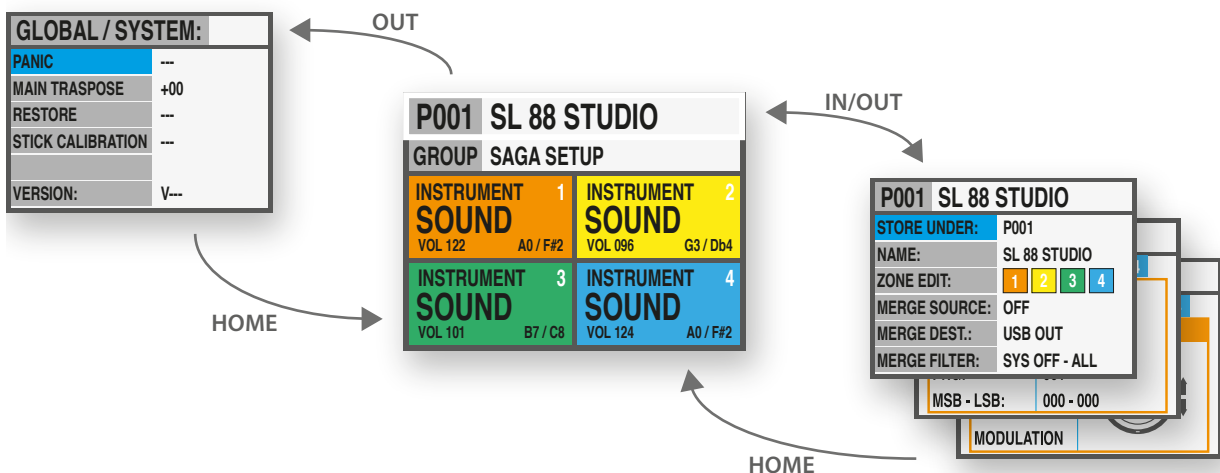 GLOBAL / SYSTEM:
PANIC ---
MAIN TRASPOSE +00
RESTORE ---
STICK CALIBRATION ---
VERSION: V---
OUT
HOME
P001 SL 88 STUDIO
GROUP SAGA SETUP
INSTRUMENT 1
SOUND
VOL 122 A0 / F#2
INSTRUMENT 2
SOUND
VOL 096 G3 / Db4
INSTRUMENT 3
SOUND
VOL 101 B7 / C8
INSTRUMENT 4
SOUND
VOL 124 A0 / F#2
IN/OUT
P001 SL 88 STUDIO
STORE UNDER: P001
NAME: SL 88 STUDIO
ZONE EDIT: 1 2 3 4
MERGE SOURCE: OFF
MERGE DEST.: USB OUT
MERGE FILTER: SYS OFF - ALL
MSB - LSB: 000 - 000
MODULATION
HOME